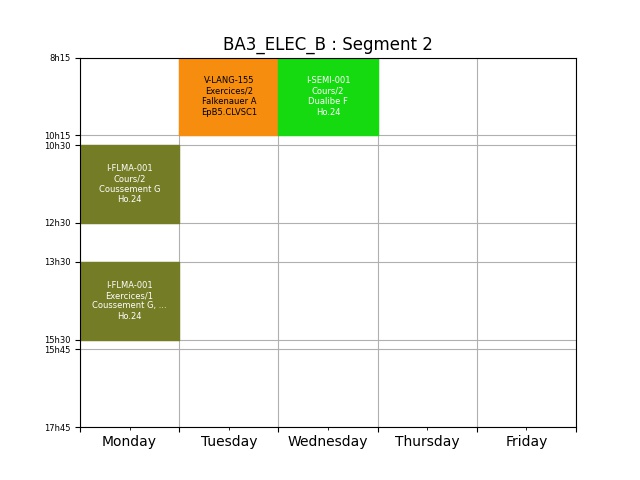 BA3_ELEC_B : Segment 2
8h15
V-LANG-155
Exercices/2
Falkenauer A
EpB5.CLVSC1
I-SEMI-001
Cours/2
Dualibe F
Ho.24
10h15
10h30
I-FLMA-001
Cours/2
Coussement G
Ho.24
12h30
13h30
I-FLMA-001
Exercices/1
Coussement G, ...
Ho.24
15h30
15h45
17h45
Monday
Tuesday
Wednesday
Thursday
Friday